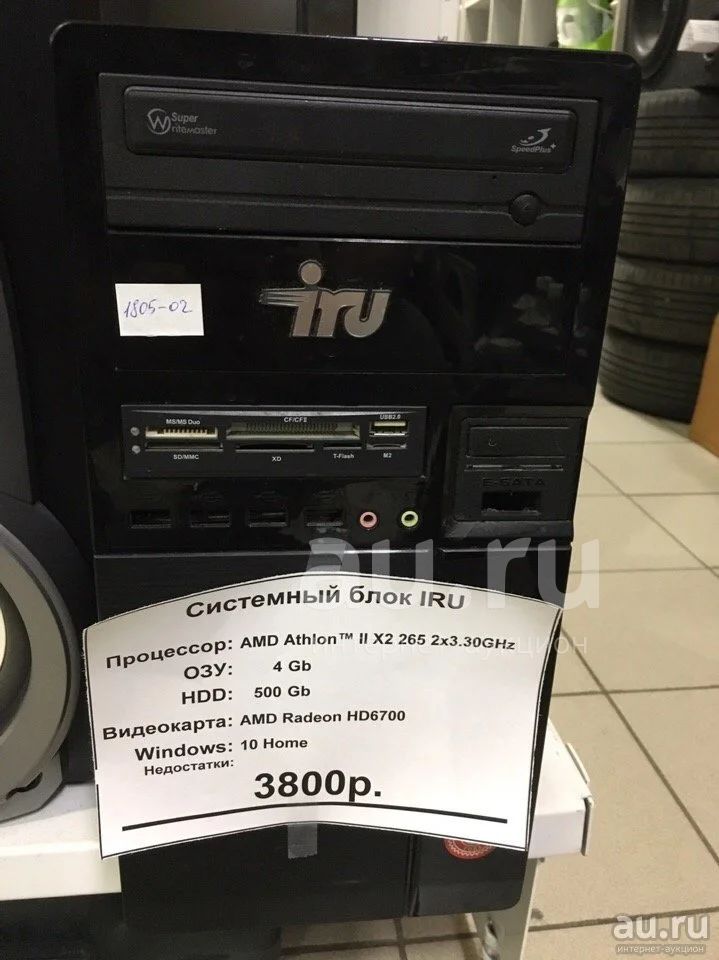 Super
WriteMaster
SpeedPlus+
iru
1805-02
MS/MS Duo
CF/CFII
USB2.0
SD/MMC
XD
T-Flash
M2
E-SATA
au.ru
интернет-аукцион
Системный блок IRU
Процессор: AMD Athlon™ II X2 265 2x3.30GHz
ОЗУ: 4 Gb
HDD: 500 Gb
Видеокарта: AMD Radeon HD6700
Windows: 10 Home
Недостатки:
3800р.
au.ru
интернет-аукцион